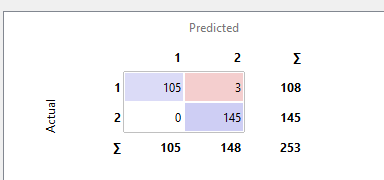 Predicted
1 2 Σ
1 105 3 108
Actual
2 0 145 145
Σ 105 148 253